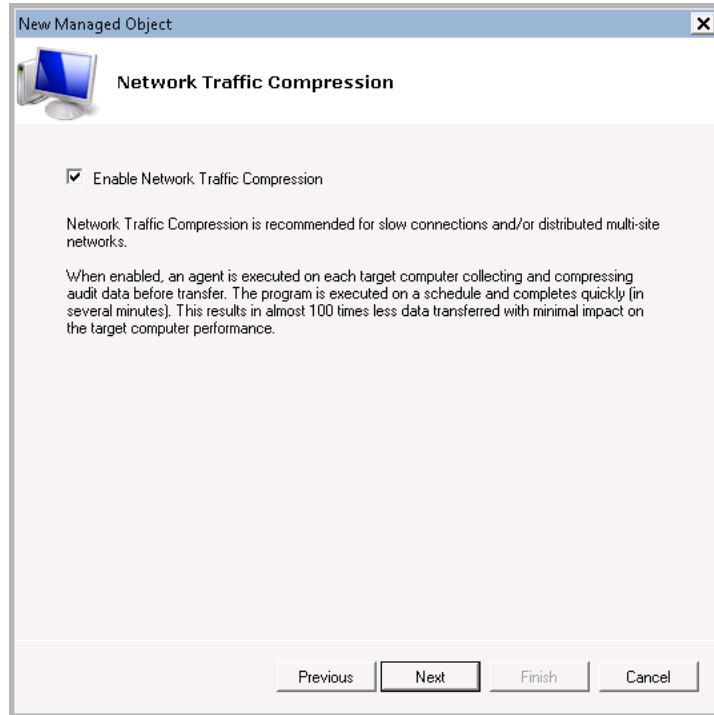 New Managed Object
Network Traffic Compression
Enable Network Traffic Compression
Network Traffic Compression is recommended for slow connections and/or distributed multi-site
networks.
When enabled, an agent is executed on each target computer collecting and compressing
audit data before transfer. The program is executed on a schedule and completes quickly (in
several minutes). This results in almost 100 times less data transferred with minimal impact on
the target computer performance.
Previous Next Finish Cancel